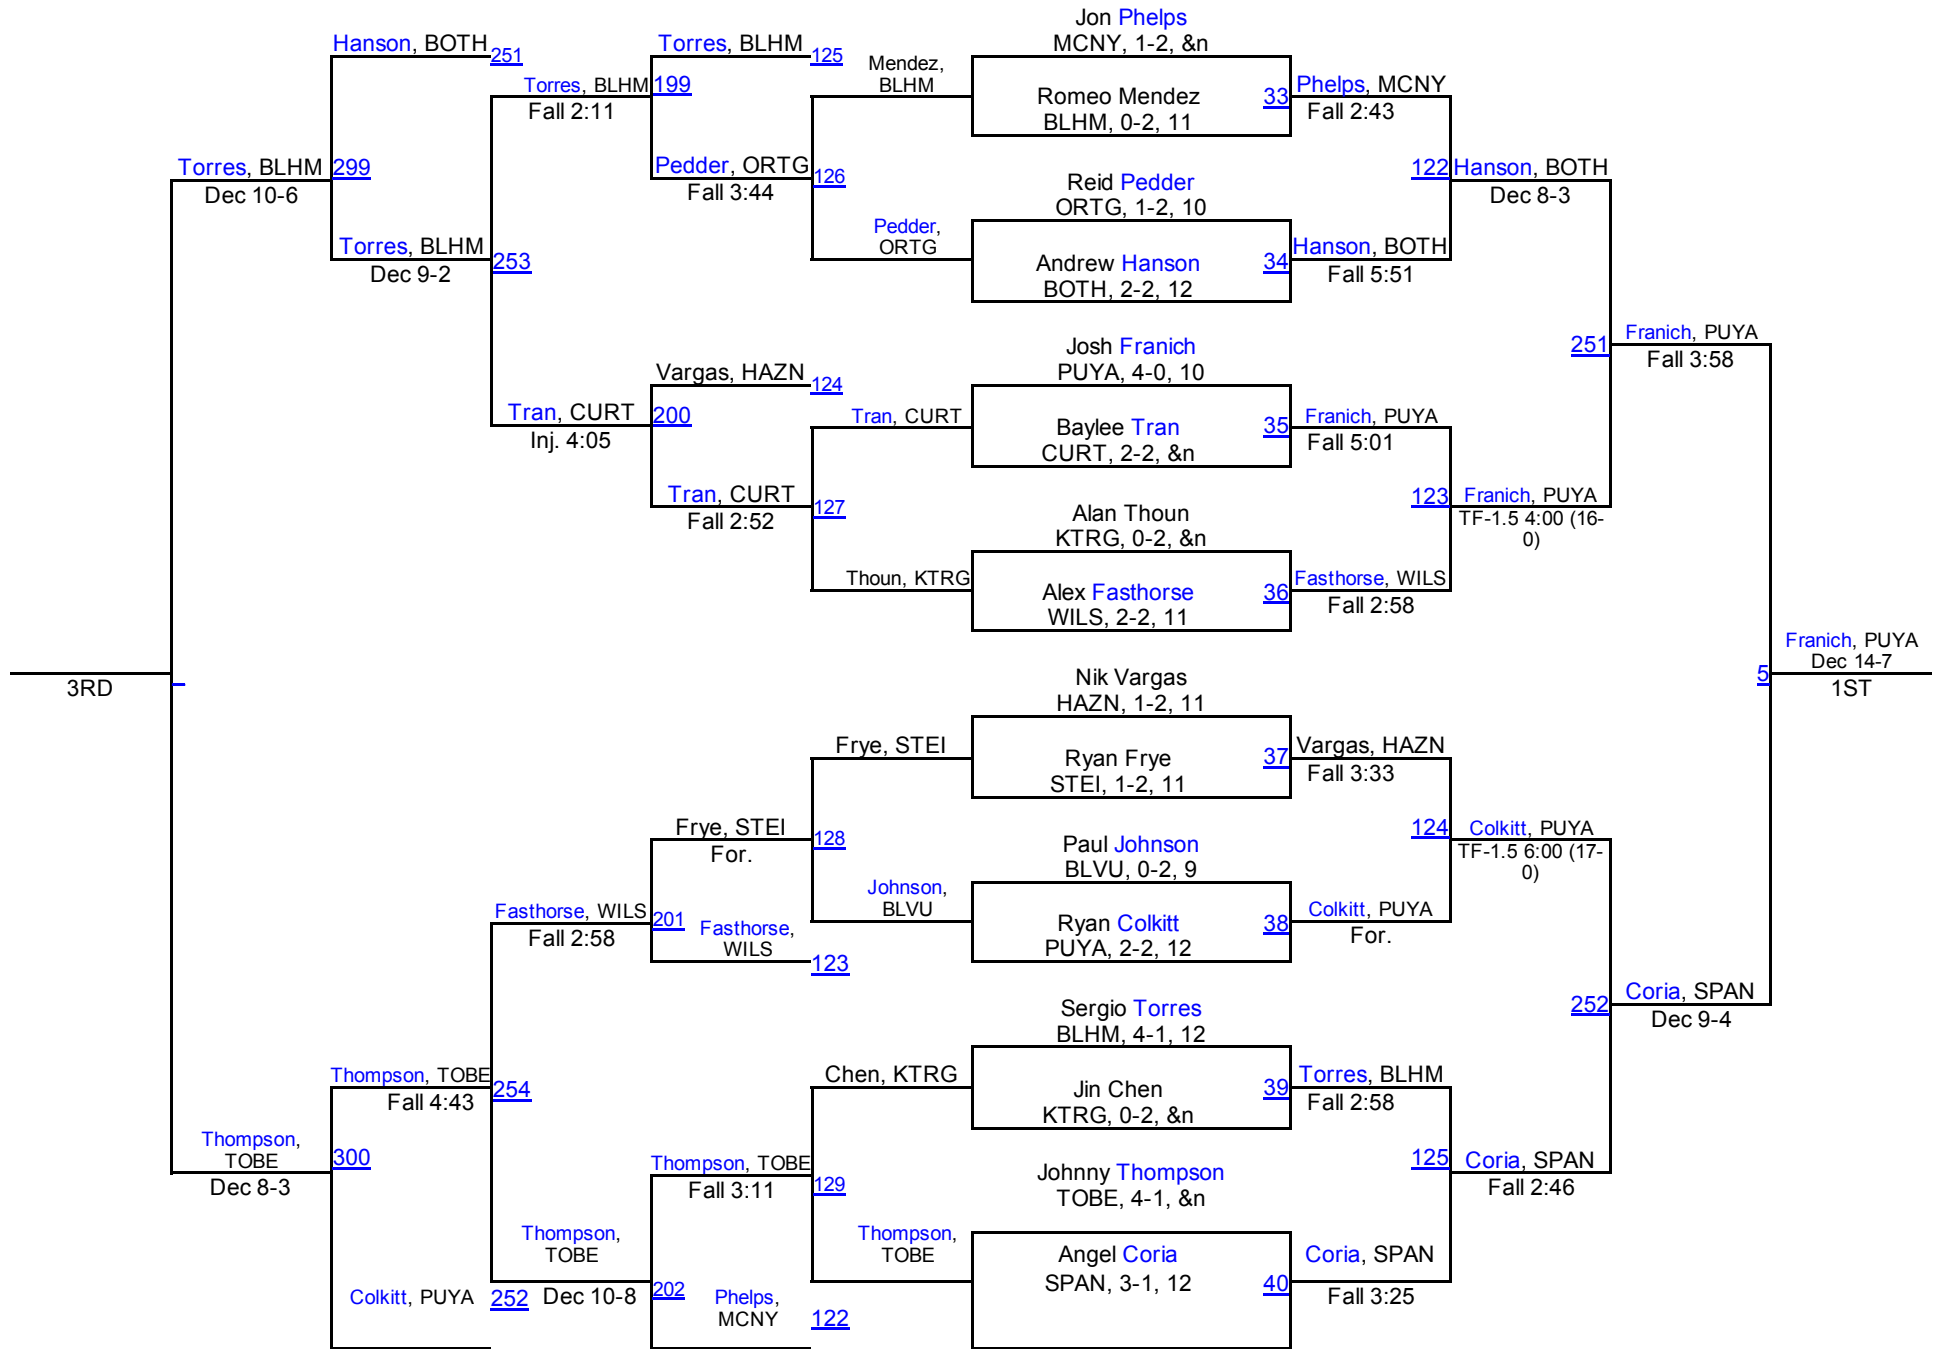 Jon Phelps
MCNY, 1-2, &n
Hanson, BOTH
251
Torres, BLHM
125
Mendez,
BLHM
Torres, BLHM
199
Fall 2:11
Romeo Mendez
33
BLHM, 0-2, 11
Phelps, MCNY
Fall 2:43
Torres, BLHM
299
Dec 10-6
Pedder, ORTG
126
Fall 3:44
Reid Pedder
ORTG, 1-2, 10
122
Hanson, BOTH
Dec 8-3
Torres, BLHM
253
Dec 9-2
Pedder,
ORTG
Andrew Hanson
34
BOTH, 2-2, 12
Hanson, BOTH
Fall 5:51
Josh Franich
PUYA, 4-0, 10
251
Franich, PUYA
Fall 3:58
Vargas, HAZN
124
Tran, CURT
200
Inj. 4:05
Tran, CURT
Baylee Tran
35
CURT, 2-2, &n
Franich, PUYA
Fall 5:01
Tran, CURT
127
Fall 2:52
Alan Thoun
KTRG, 0-2, &n
123
Franich, PUYA
TF-1.5 4:00 (16-
0)
Thoun, KTRG
Alex Fasthorse
36
WILS, 2-2, 11
Fasthorse, WILS
Fall 2:58
3RD
Nik Vargas
HAZN, 1-2, 11
5
Franich, PUYA
Dec 14-7
1ST
Frye, STEI
Ryan Frye
37
STEI, 1-2, 11
Vargas, HAZN
Fall 3:33
Frye, STEI
128
For.
Paul Johnson
BLVU, 0-2, 9
124
Colkitt, PUYA
TF-1.5 6:00 (17-
0)
Fasthorse, WILS
201
Fall 2:58
Fasthorse,
WILS
123
Johnson,
BLVU
Ryan Colkitt
38
PUYA, 2-2, 12
Colkitt, PUYA
For.
Sergio Torres
BLHM, 4-1, 12
252
Coria, SPAN
Dec 9-4
Thompson, TOBE
254
Fall 4:43
Chen, KTRG
Jin Chen
39
KTRG, 0-2, &n
Torres, BLHM
Fall 2:58
Thompson,
TOBE
300
Dec 8-3
Thompson, TOBE
129
Fall 3:11
Johnny Thompson
TOBE, 4-1, &n
125
Coria, SPAN
Fall 2:46
Thompson,
TOBE
202
Dec 10-8
Thompson,
TOBE
Angel Coria
SPAN, 3-1, 12
40
Coria, SPAN
Fall 3:25
Colkitt, PUYA
252
Phelps,
MCNY
122